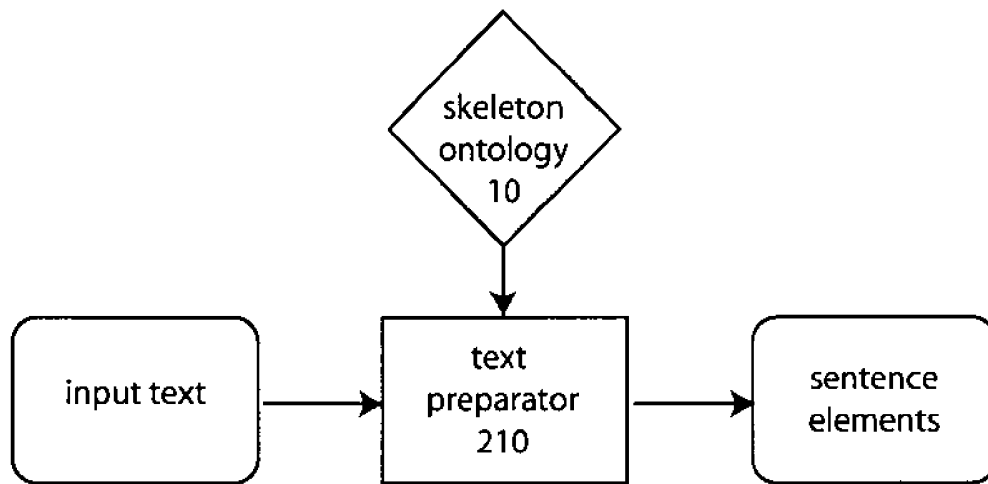 skeleton
ontology
10
input text
text
preparator
210
sentence
elements